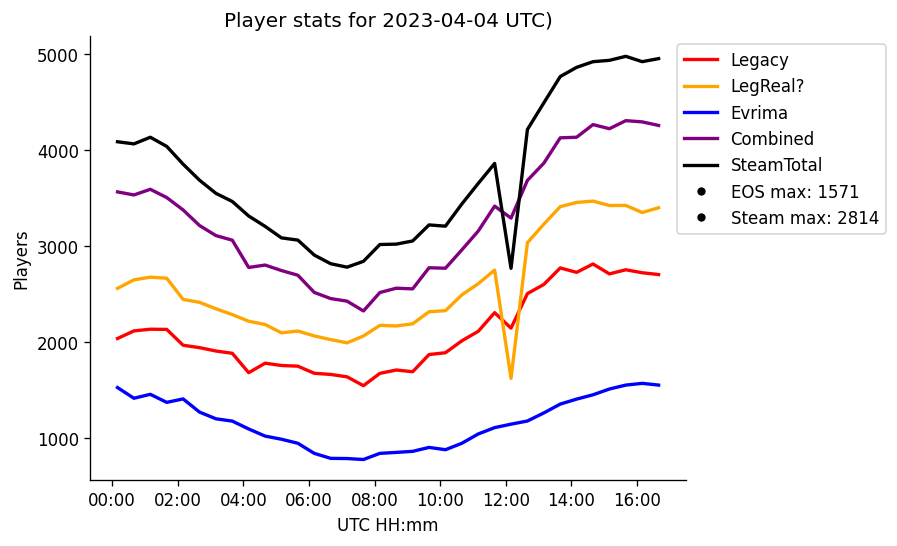 Player stats for 2023-04-04 UTC)
Legacy
LegReal?
Evrima
Combined
SteamTotal
EOS max: 1571
Steam max: 2814
Players
5000
4000
3000
2000
1000
00:00 02:00 04:00 06:00 08:00 10:00 12:00 14:00 16:00
UTC HH:mm